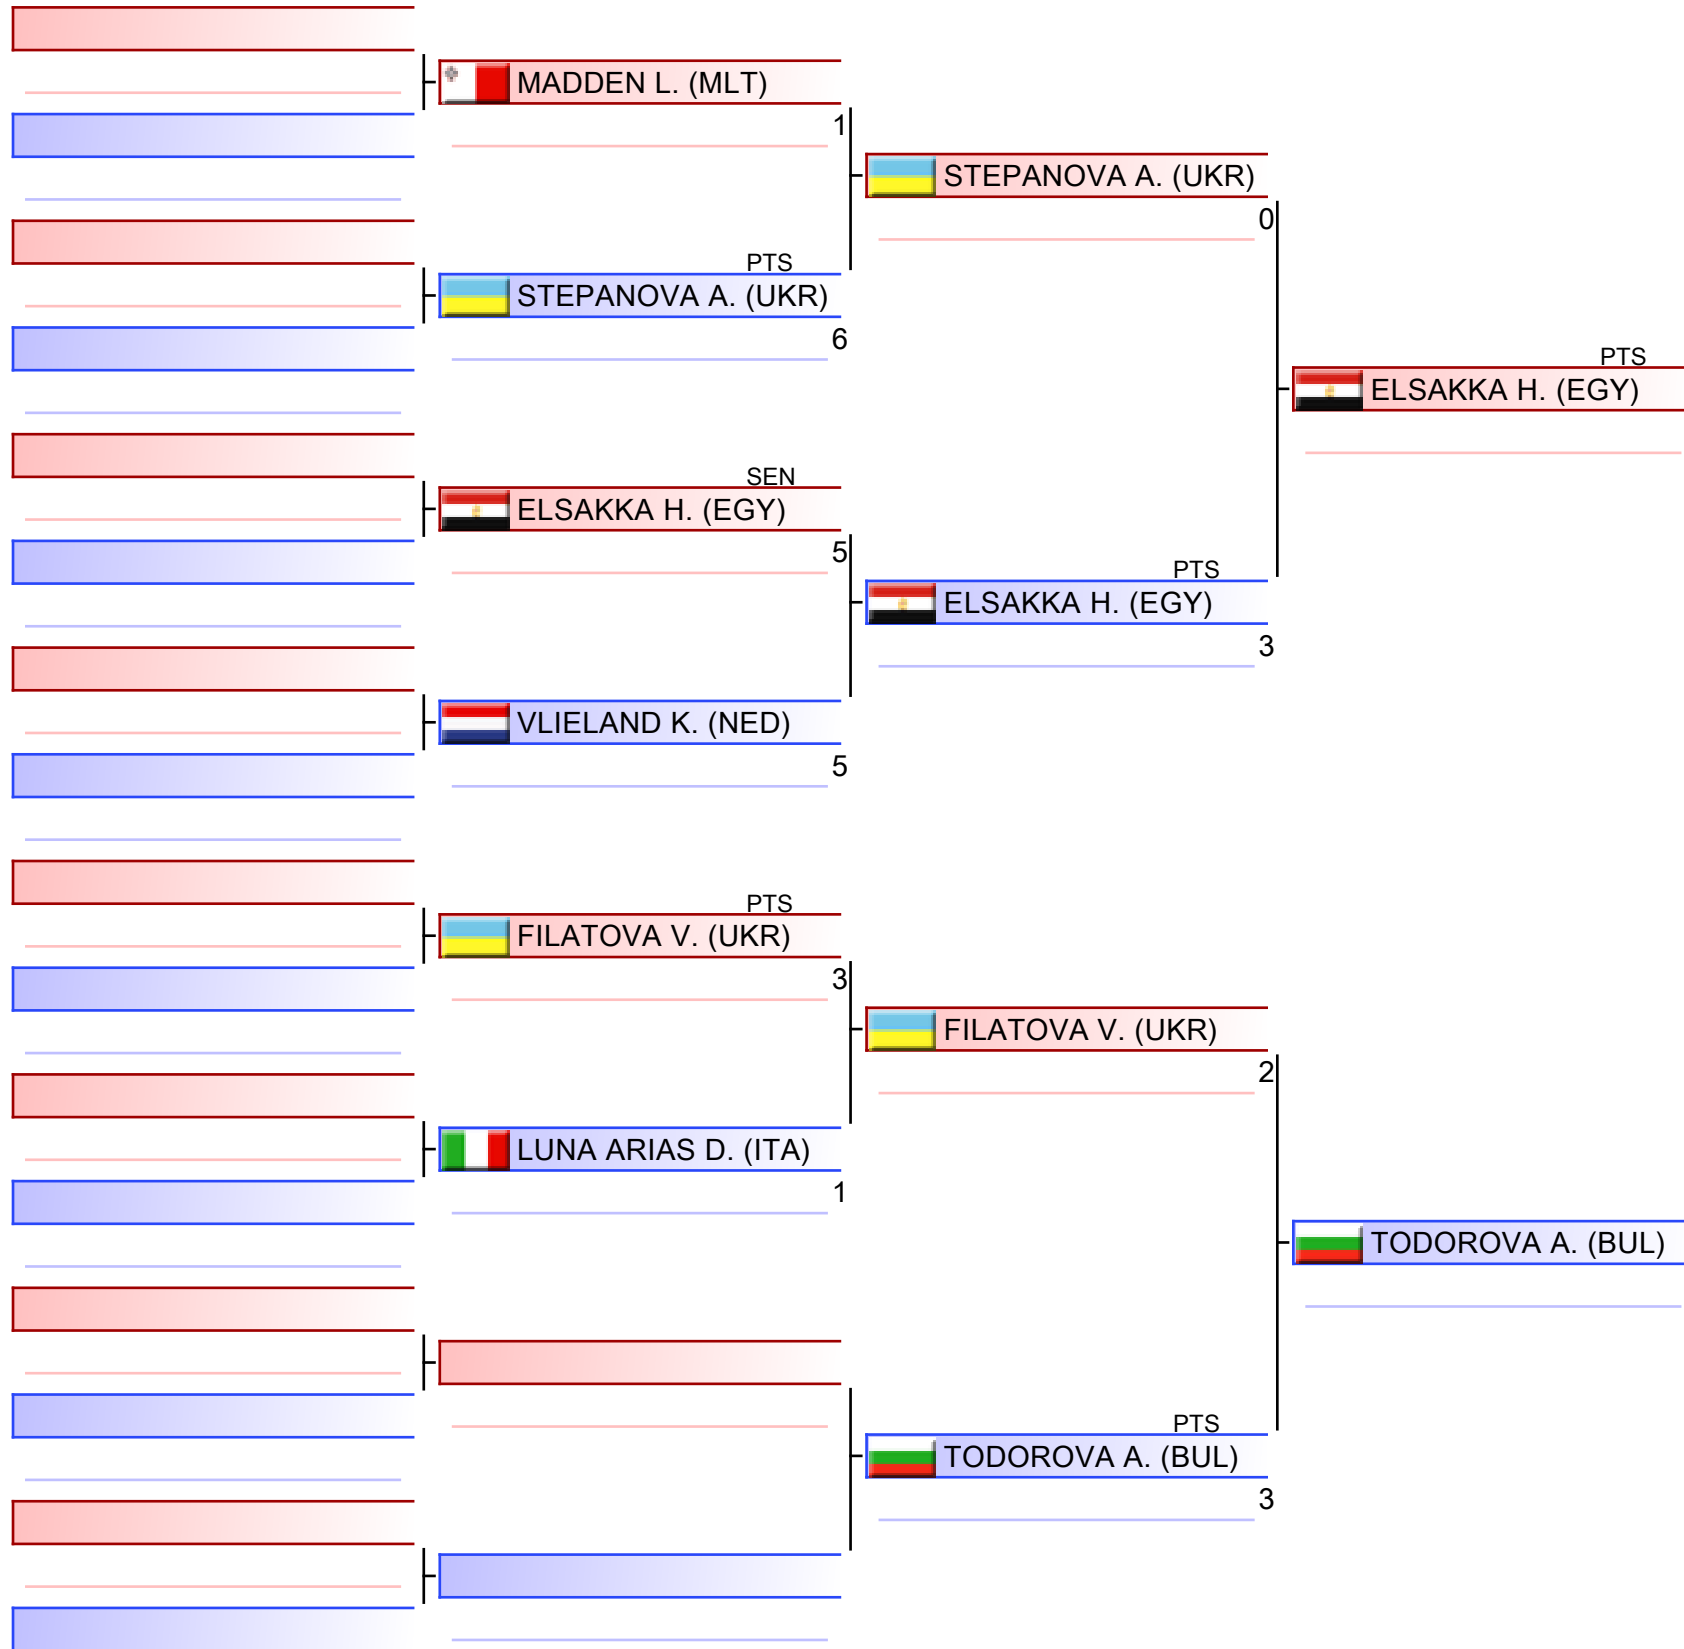 MADDEN L. (MLT)
1
STEPANOVA A. (UKR)
0
PTS
STEPANOVA A. (UKR)
6
PTS
ELSAKKA H. (EGY)
SEN
ELSAKKA H. (EGY)
5
PTS
ELSAKKA H. (EGY)
3
VLIELAND K. (NED)
5
PTS
FILATOVA V. (UKR)
3
FILATOVA V. (UKR)
2
LUNA ARIAS D. (ITA)
1
TODOROVA A. (BUL)
PTS
TODOROVA A. (BUL)
3